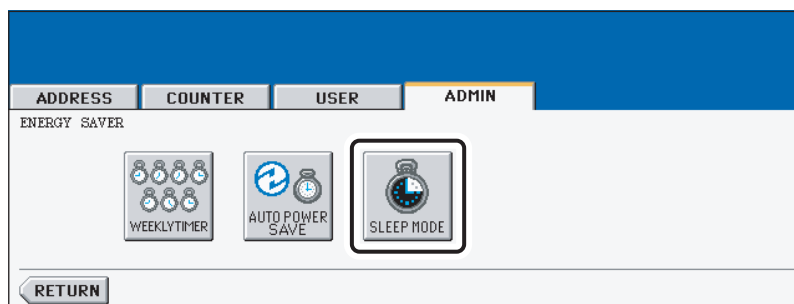 ADDRESS COUNTER USER ADMIN
ENERGY SAVER
WEEKLYTIMER AUTO POWER SAVE SLEEP MODE
RETURN